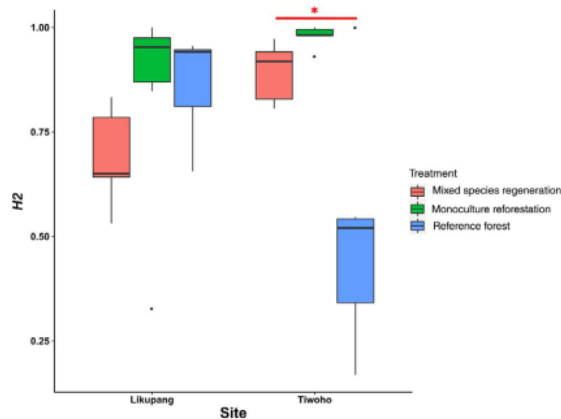 *
1.00
0.75
0.50
0.25
H2
Likupang
Tiwoho
Site
Treatment
Mixed species regeneration
Monoculture reforestation
Reference forest